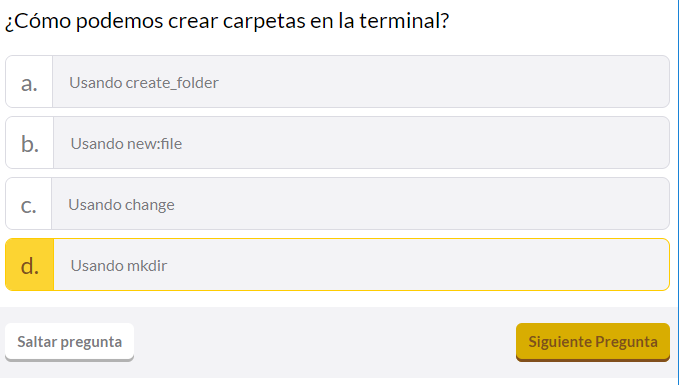 ¿Cómo podemos crear carpetas en la terminal?
a. Usando create_folder
b. Usando new:file
c. Usando change
d. Usando mkdir
Saltar pregunta Siguiente Pregunta